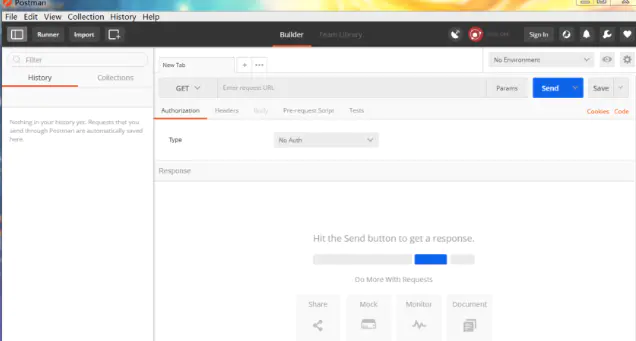 Postman
File Edit View Collection History Help
Runner Import Builder Team Library Sign In
Filter
History Collections
Nothing in your history yet. Requests that you
send through Postman are automatically saved
here.
New Tab + ••• No Environment
GET Enter request URL Params Send Save
Authorization Headers Body Pre-request Script Tests Cookies Code
Type No Auth
Response
Hit the Send button to get a response.
Do More With Requests
Share Mock Monitor Document